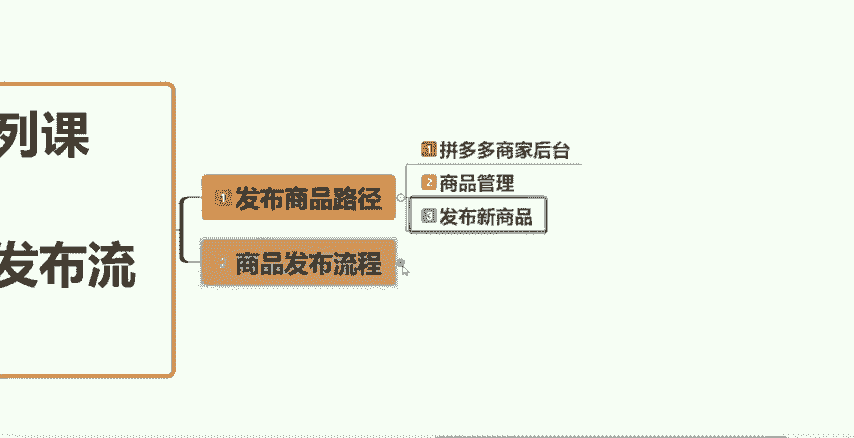 列课
发布流
1 发布商品路径
1 拼多多商家后台
2 商品管理
3 发布新商品
2 商品发布流程